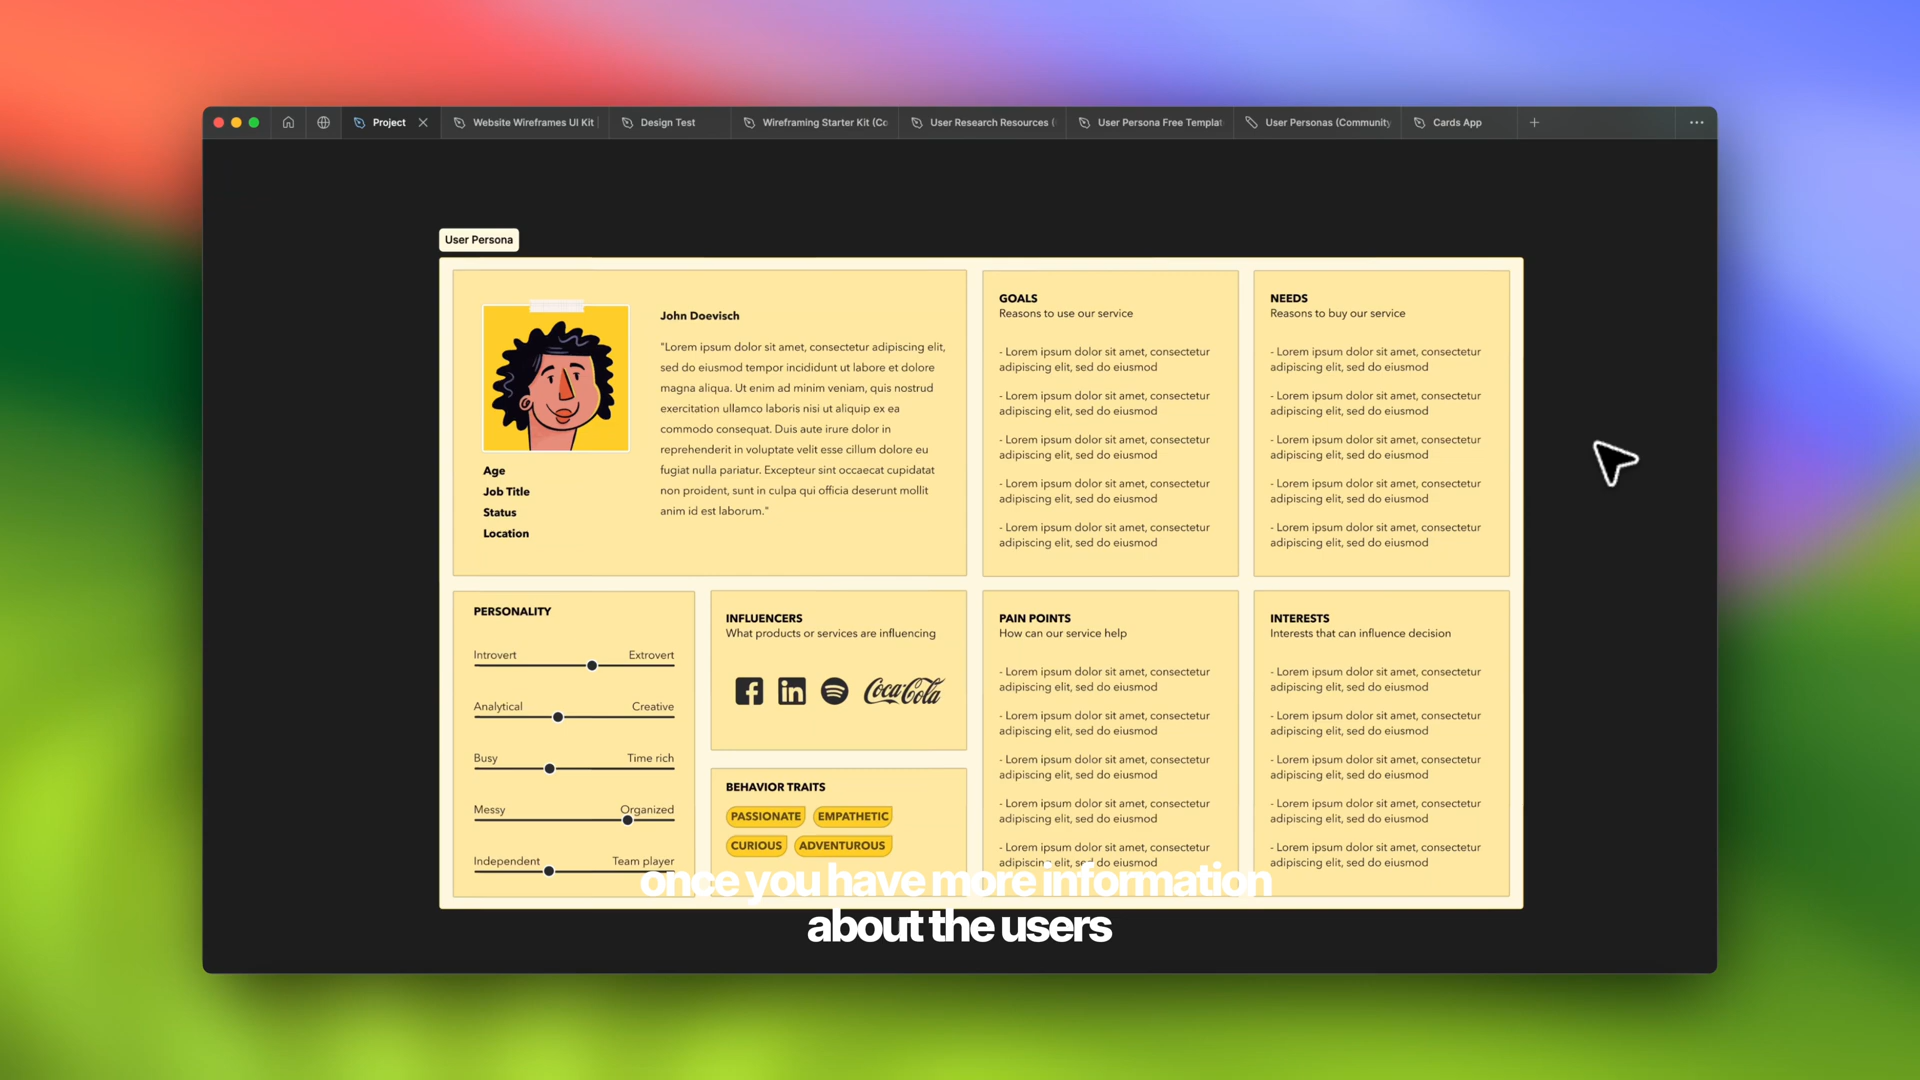 Project
Website Wireframes UI Kit
Design Test
Wireframing Starter Kit (Co
User Research Resources (
User Persona Free Templat
User Personas (Community
Cards App
User Persona
John Doevisch
"Lorem ipsum dolor sit amet, consectetur adipiscing elit,
sed do eiusmod tempor incididunt ut labore et dolore
magna aliqua. Ut enim ad minim veniam, quis nostrud
exercitation ullamco laboris nisi ut aliquip ex ea
commodo consequat. Duis aute irure dolor in
reprehenderit in voluptate velit esse cillum dolore eu
fugiat nulla pariatur. Excepteur sint occaecat cupidatat
non proident, sunt in culpa qui officia deserunt mollit
anim id est laborum."
Age
Job Title
Status
Location
GOALS
Reasons to use our service
- Lorem ipsum dolor sit amet, consectetur
adipiscing elit, sed do eiusmod
- Lorem ipsum dolor sit amet, consectetur
adipiscing elit, sed do eiusmod
- Lorem ipsum dolor sit amet, consectetur
adipiscing elit, sed do eiusmod
- Lorem ipsum dolor sit amet, consectetur
adipiscing elit, sed do eiusmod
- Lorem ipsum dolor sit amet, consectetur
adipiscing elit, sed do eiusmod
NEEDS
Reasons to buy our service
- Lorem ipsum dolor sit amet, consectetur
adipiscing elit, sed do eiusmod
- Lorem ipsum dolor sit amet, consectetur
adipiscing elit, sed do eiusmod
- Lorem ipsum dolor sit amet, consectetur
adipiscing elit, sed do eiusmod
- Lorem ipsum dolor sit amet, consectetur
adipiscing elit, sed do eiusmod
- Lorem ipsum dolor sit amet, consectetur
adipiscing elit, sed do eiusmod
PERSONALITY
Introvert Extrovert
Analytical Creative
Busy Time rich
Messy Organized
Independent Team player
INFLUENCERS
What products or services are influencing
in Coca-Cola
BEHAVIOR TRAITS
PASSIONATE EMPATHETIC
CURIOUS ADVENTUROUS
PAIN POINTS
How can our service help
- Lorem ipsum dolor sit amet, consectetur
adipiscing elit, sed do eiusmod
- Lorem ipsum dolor sit amet, consectetur
adipiscing elit, sed do eiusmod
- Lorem ipsum dolor sit amet, consectetur
adipiscing elit, sed do eiusmod
- Lorem ipsum dolor sit amet, consectetur
adipiscing elit, sed do eiusmod
- Lorem ipsum dolor sit amet, consectetur
adipiscing elit, sed do eiusmod
INTERESTS
Interests that can influence decision
- Lorem ipsum dolor sit amet, consectetur
adipiscing elit, sed do eiusmod
- Lorem ipsum dolor sit amet, consectetur
adipiscing elit, sed do eiusmod
- Lorem ipsum dolor sit amet, consectetur
adipiscing elit, sed do eiusmod
- Lorem ipsum dolor sit amet, consectetur
adipiscing elit, sed do eiusmod
- Lorem ipsum dolor sit amet, consectetur
adipiscing elit, sed do eiusmod
once you have more information
about the users